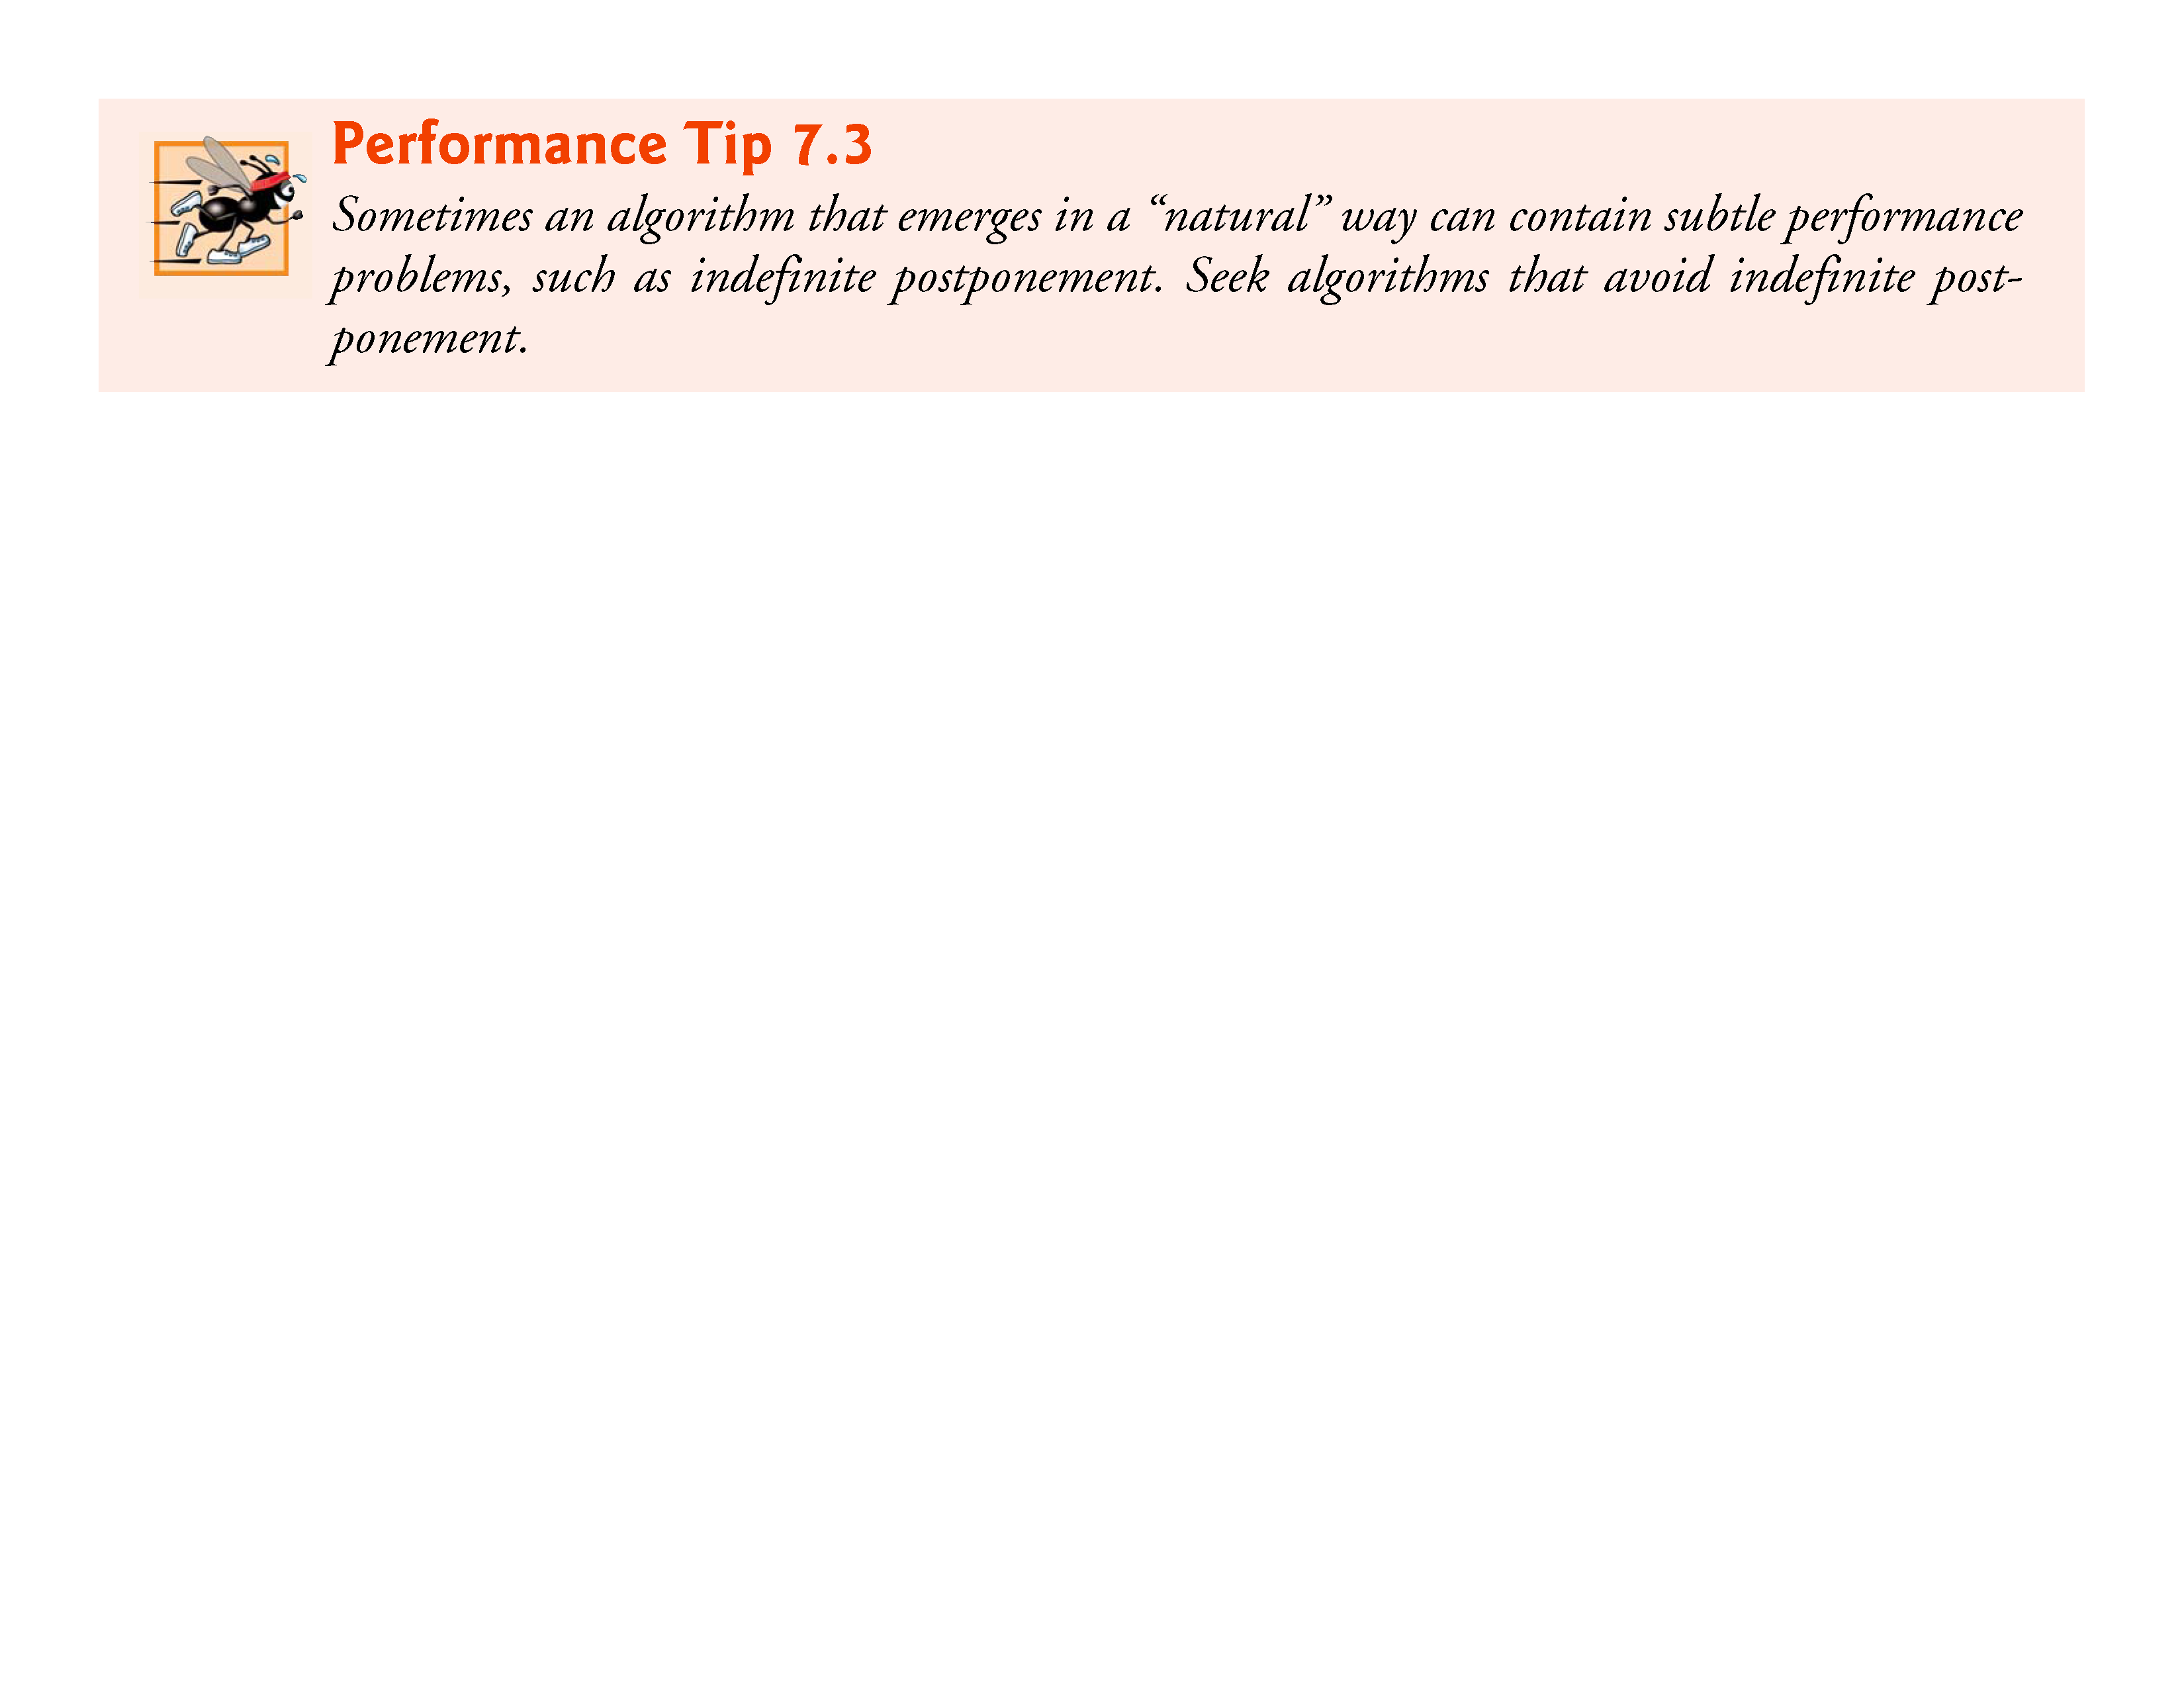 Performance Tip 7.3
Sometimes an algorithm that emerges in a “natural” way can contain subtle performance
problems, such as indefinite postponement. Seek algorithms that avoid indefinite post-
ponement.